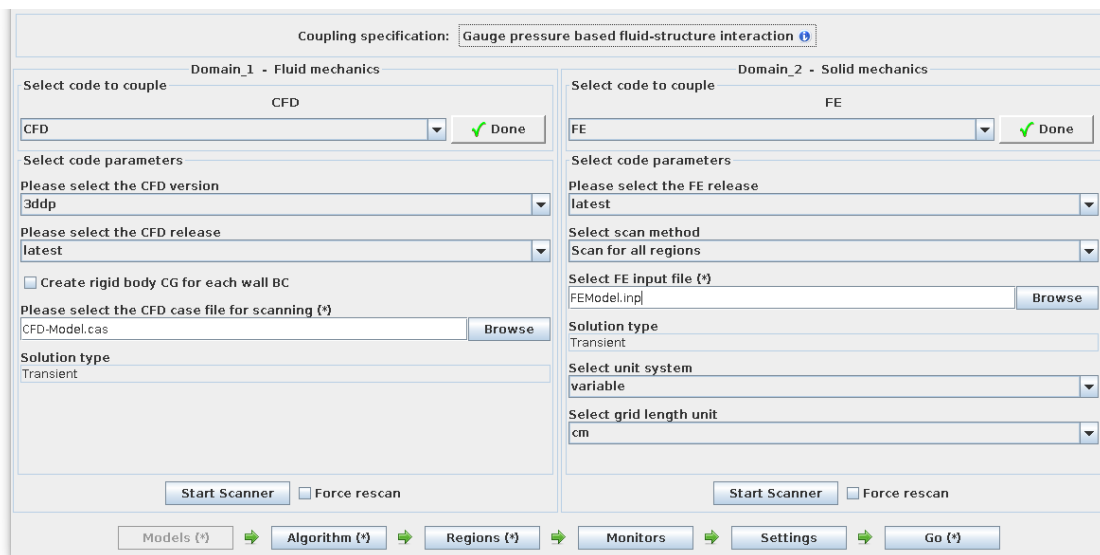 Coupling specification: Gauge pressure based fluid-structure interaction
Domain_1 - Fluid mechanics
Select code to couple
CFD
CFD
Done
Select code parameters
Please select the CFD version
3ddp
Please select the CFD release
latest
Create rigid body CG for each wall BC
Please select the CFD case file for scanning (*)
CFD-Model.cas
Browse
Solution type
Transient
Start Scanner
Force rescan
Domain_2 - Solid mechanics
Select code to couple
FE
FE
Done
Select code parameters
Please select the FE release
latest
Select scan method
Scan for all regions
Select FE input file (*)
FEModel.inp
Browse
Solution type
Transient
Select unit system
variable
Select grid length unit
cm
Start Scanner
Force rescan
Models (*)
Algorithm (*)
Regions (*)
Monitors
Settings
Go (*)